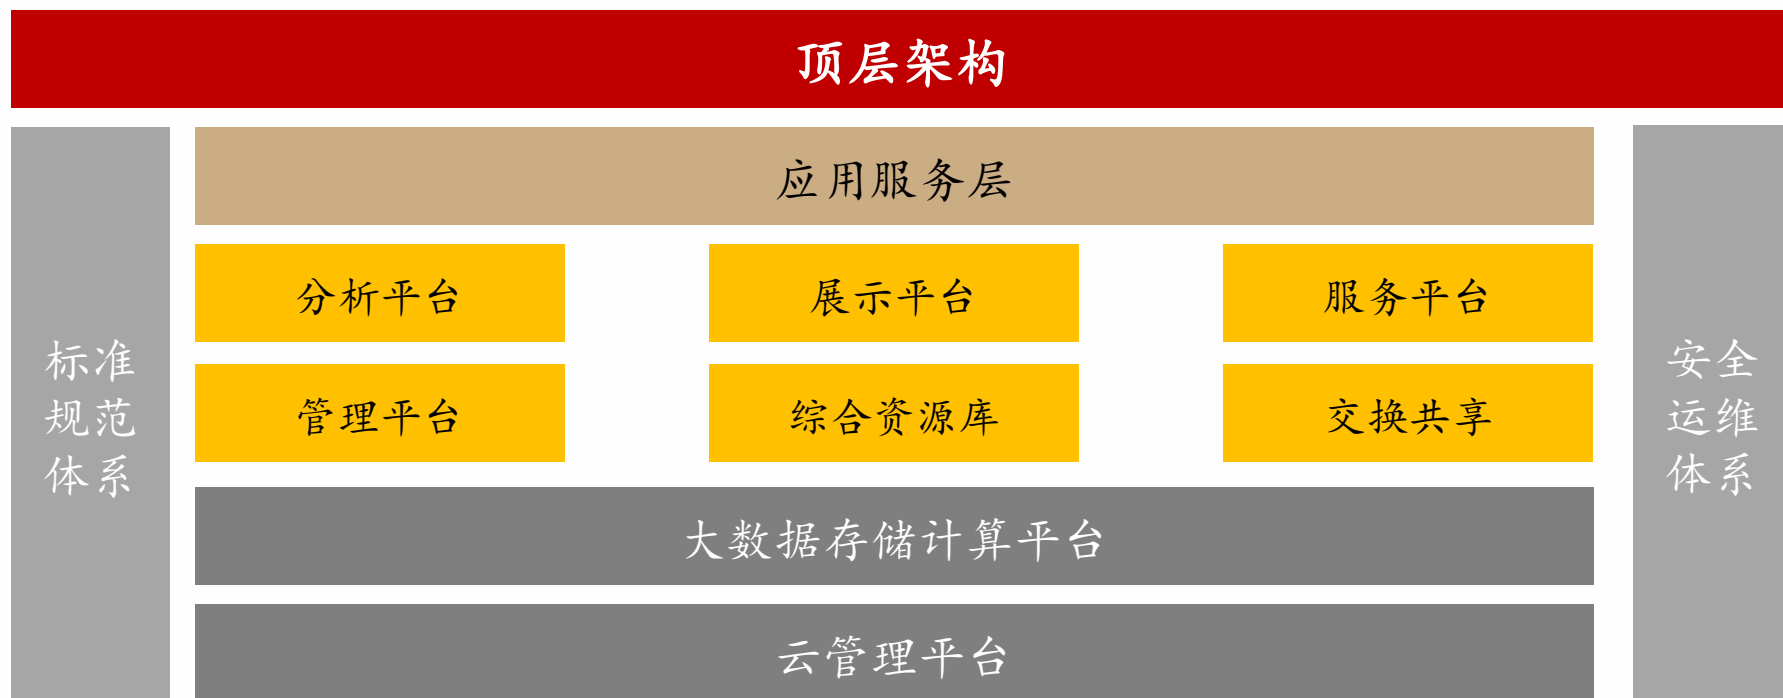 顶层架构
应用服务层
分析平台
展示平台
服务平台
管理平台
综合资源库
交换共享
大数据存储计算平台
云管理平台
标准
规范
体系
安全
运维
体系